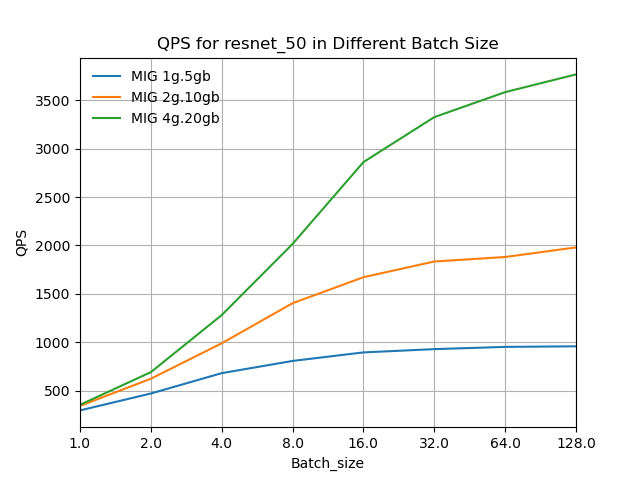 QPS for resnet_50 in Different Batch Size
MIG 1g.5gb
MIG 2g.10gb
MIG 4g.20gb
3500
3000
2500
2000
1500
1000
500
QPS
1.0 2.0 4.0 8.0 16.0 32.0 64.0 128.0
Batch_size